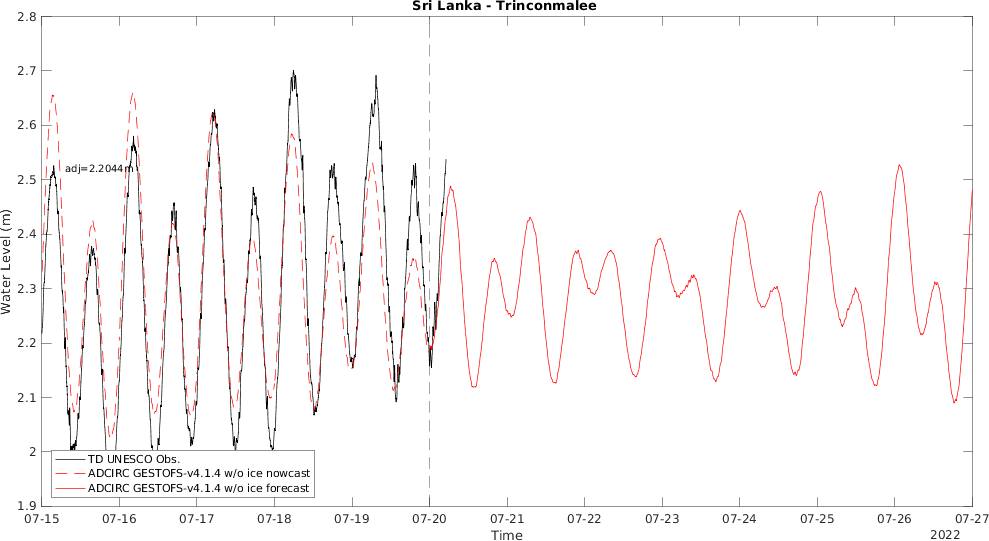 Sri Lanka - Trinconmalee
2.8
2.7
2.6
2.5
2.4
2.3
2.2
2.1
2
1.9
Water Level (m)
adj=2.2044
TD UNESCO Obs.
ADCIRC GESTOFS-v4.1.4 w/o ice nowcast
ADCIRC GESTOFS-v4.1.4 w/o ice forecast
07-15 07-16 07-17 07-18 07-19 07-20 07-21 07-22 07-23 07-24 07-25 07-26 07-27
Time
2022